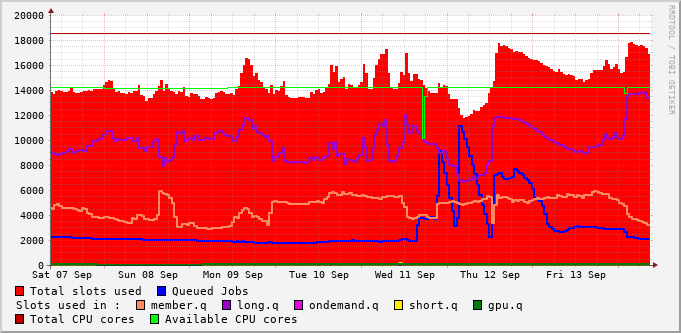 20000
18000
16000
14000
12000
10000
8000
6000
4000
2000
0
Sat 07 Sep Sun 08 Sep Mon 09 Sep Tue 10 Sep Wed 11 Sep Thu 12 Sep Fri 13 Sep
Total slots used Queued Jobs
Slots used in : member.q long.q ondemand.q short.q gpu.q
Total CPU cores Available CPU cores
RRDTOOL / TOBI OETIKER